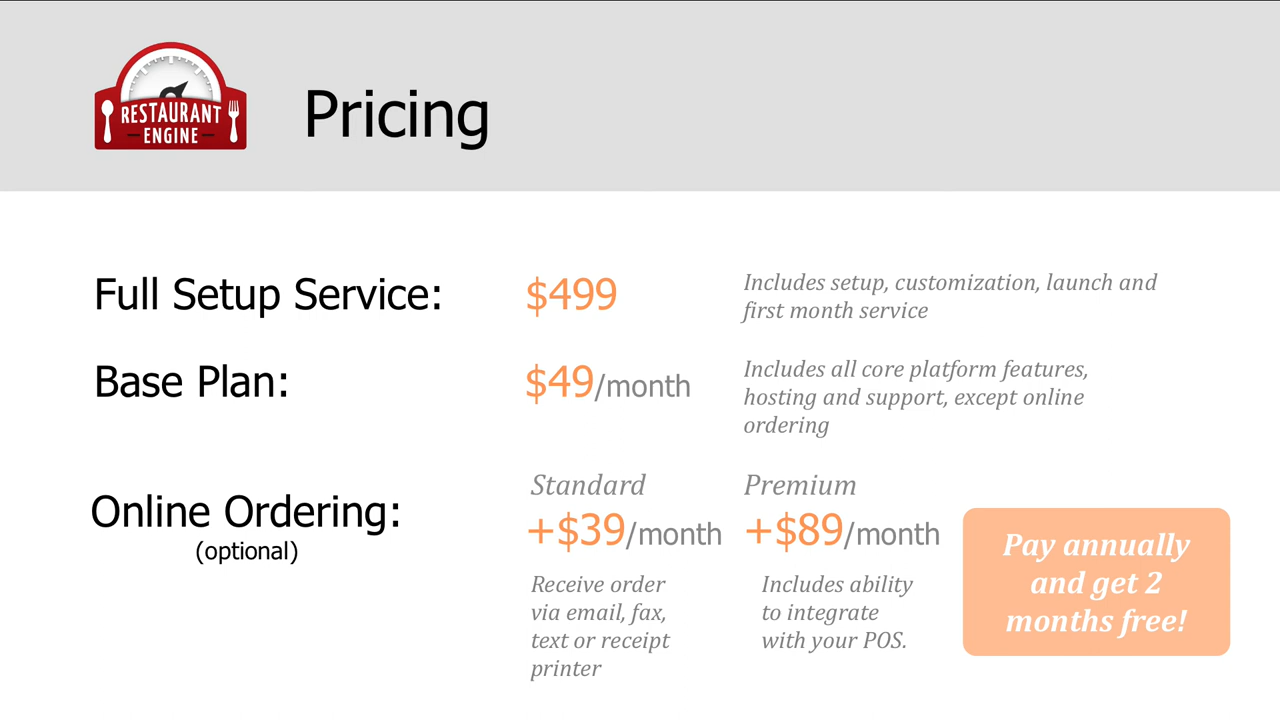 RESTAURANT
ENGINE
Pricing
Full Setup Service:
$499
Includes setup, customization, launch and
first month service
Base Plan:
$49/month
Includes all core platform features,
hosting and support, except online
ordering
Online Ordering:
(optional)
Standard
+$39/month
Receive order
via email, fax,
text or receipt
printer
Premium
+$89/month
Includes ability
to integrate
with your POS.
Pay annually
and get 2
months free!